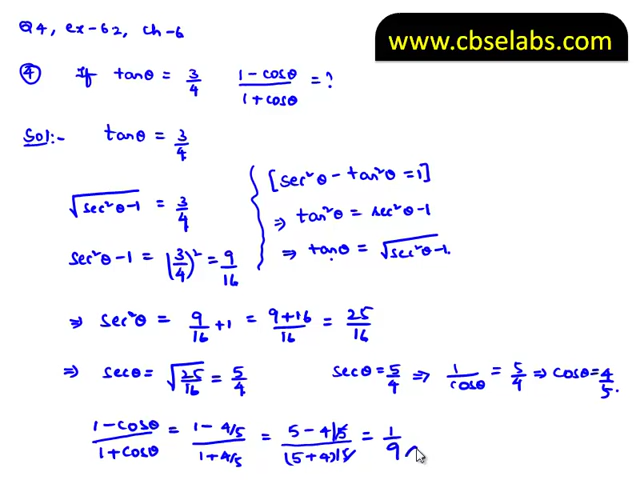 Q4, ex-62, ch-6
www.cbselabs.com
④ If tanθ = 3/4 (1-cosθ)/(1+cosθ) = ?
Sol:- tanθ = 3/4
[sec²θ - tan²θ = 1]
√(sec²θ-1) = 3/4
⇒ tan²θ = sec²θ-1
sec²θ-1 = (3/4)² = 9/16
⇒ tanθ = √(sec²θ-1).
⇒ sec²θ = 9/16 +1 = (9+16)/16 = 25/16
⇒ secθ = √(25/16) = 5/4
secθ = 5/4 ⇒ 1/cosθ = 5/4 ⇒ cosθ = 4/5.
(1-cosθ)/(1+cosθ) = (1-4/5)/(1+4/5) = (5-4)/5/(5+4)/5 = 1/9